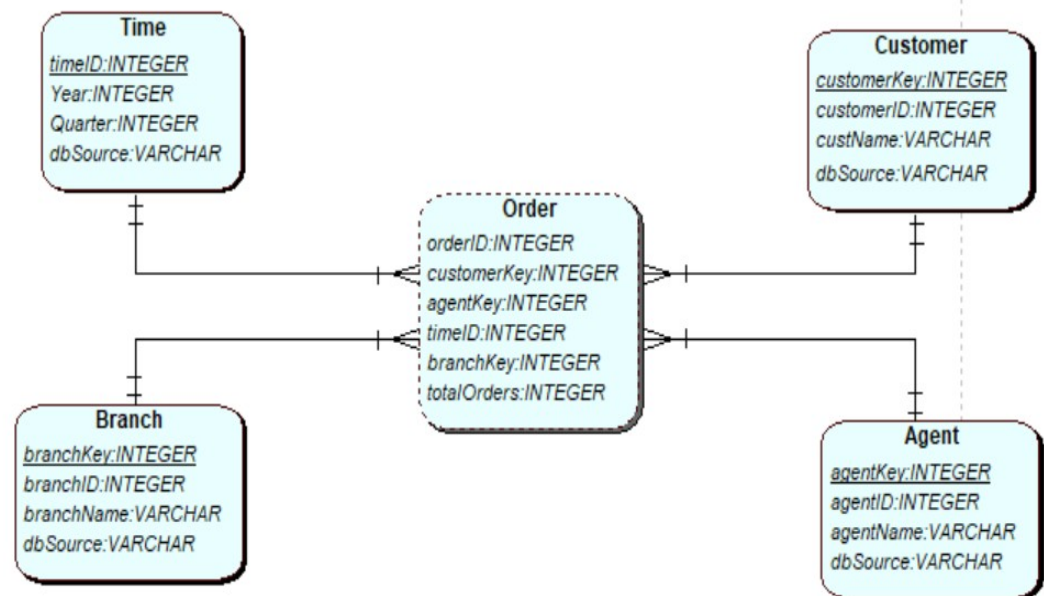 Time
timeID:INTEGER
Year:INTEGER
Quarter:INTEGER
dbSource:VARCHAR
Customer
customerKey:INTEGER
customerID:INTEGER
custName:VARCHAR
dbSource:VARCHAR
Order
orderID:INTEGER
customerKey:INTEGER
agentKey:INTEGER
timeID:INTEGER
branchKey:INTEGER
totalOrders:INTEGER
Branch
branchKey:INTEGER
branchID:INTEGER
branchName:VARCHAR
dbSource:VARCHAR
Agent
agentKey:INTEGER
agentID:INTEGER
agentName:VARCHAR
dbSource:VARCHAR